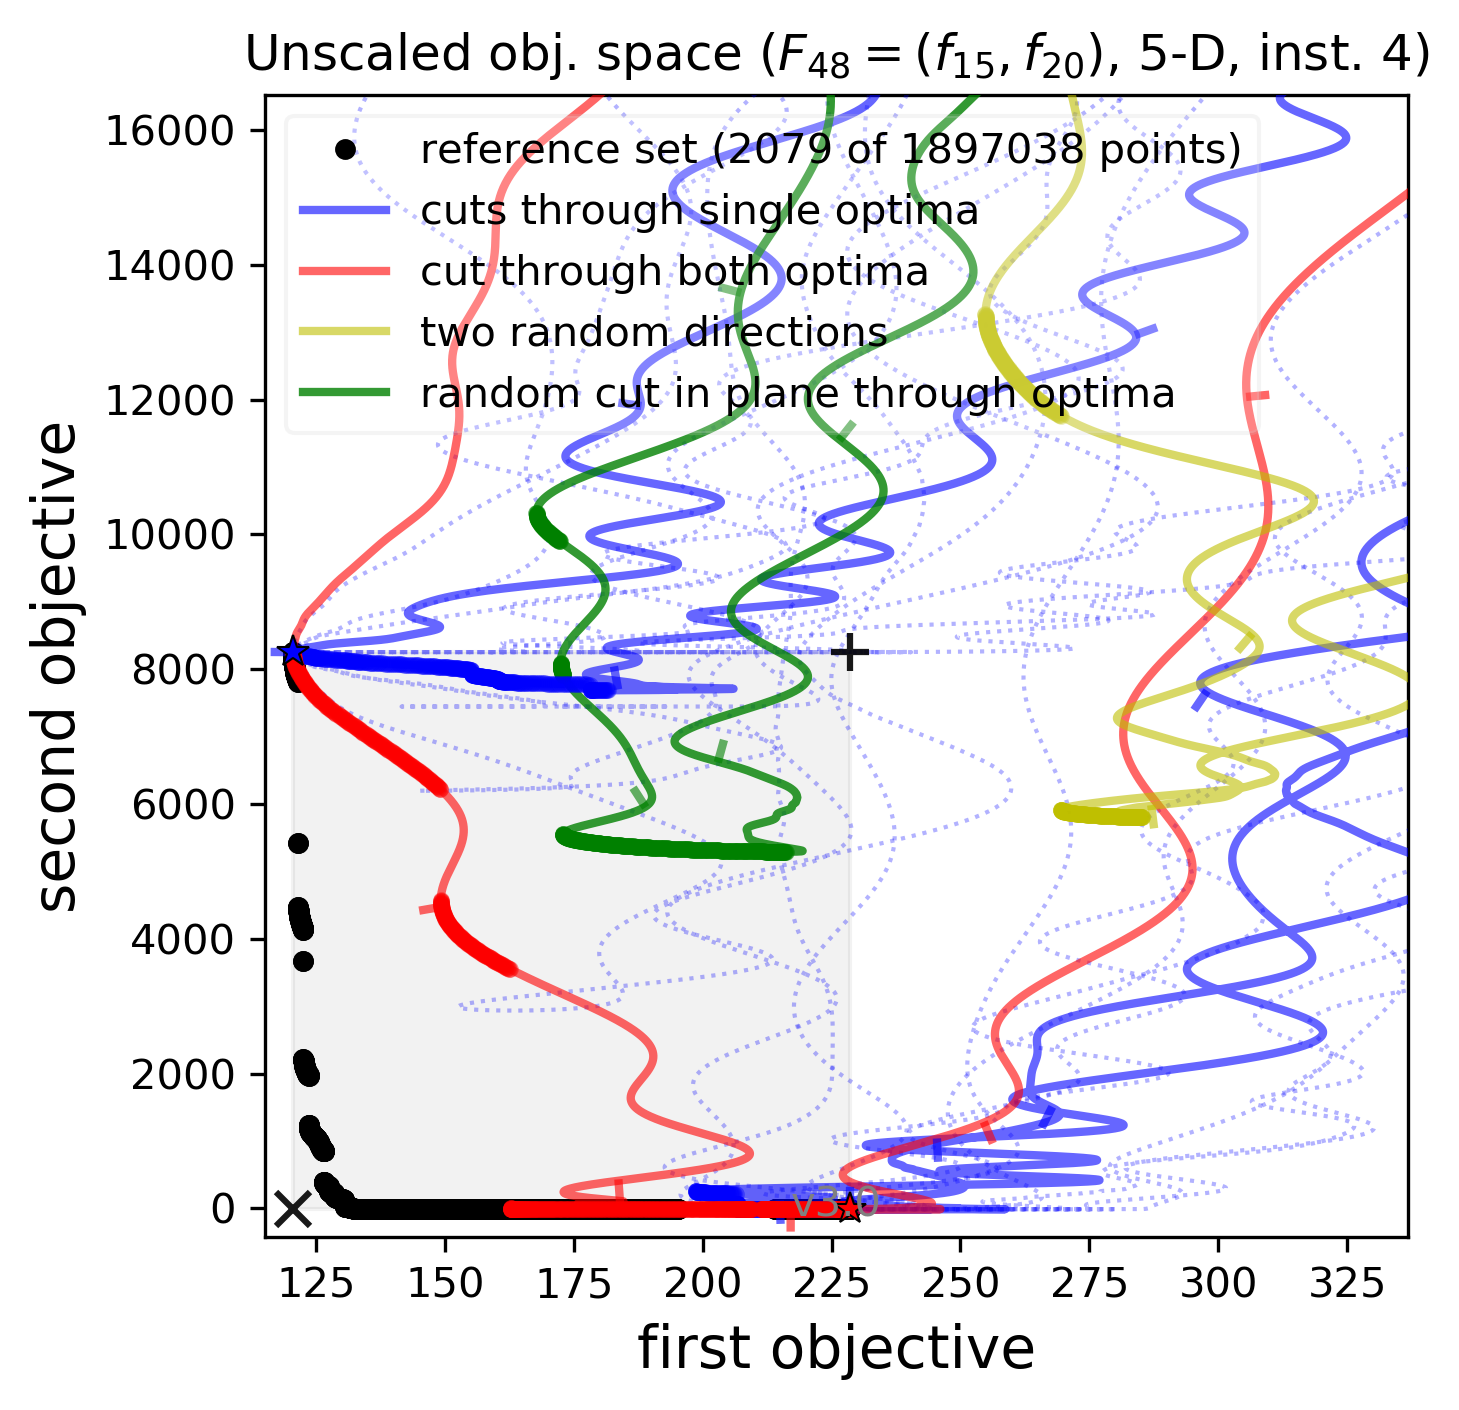 Unscaled obj. space (F48 = (f15, f20), 5-D, inst. 4)
reference set (2079 of 1897038 points)
cuts through single optima
cut through both optima
two random directions
random cut in plane through optima
16000
14000
12000
10000
8000
6000
4000
2000
0
second objective
v3.0
125 150 175 200 225 250 275 300 325
first objective